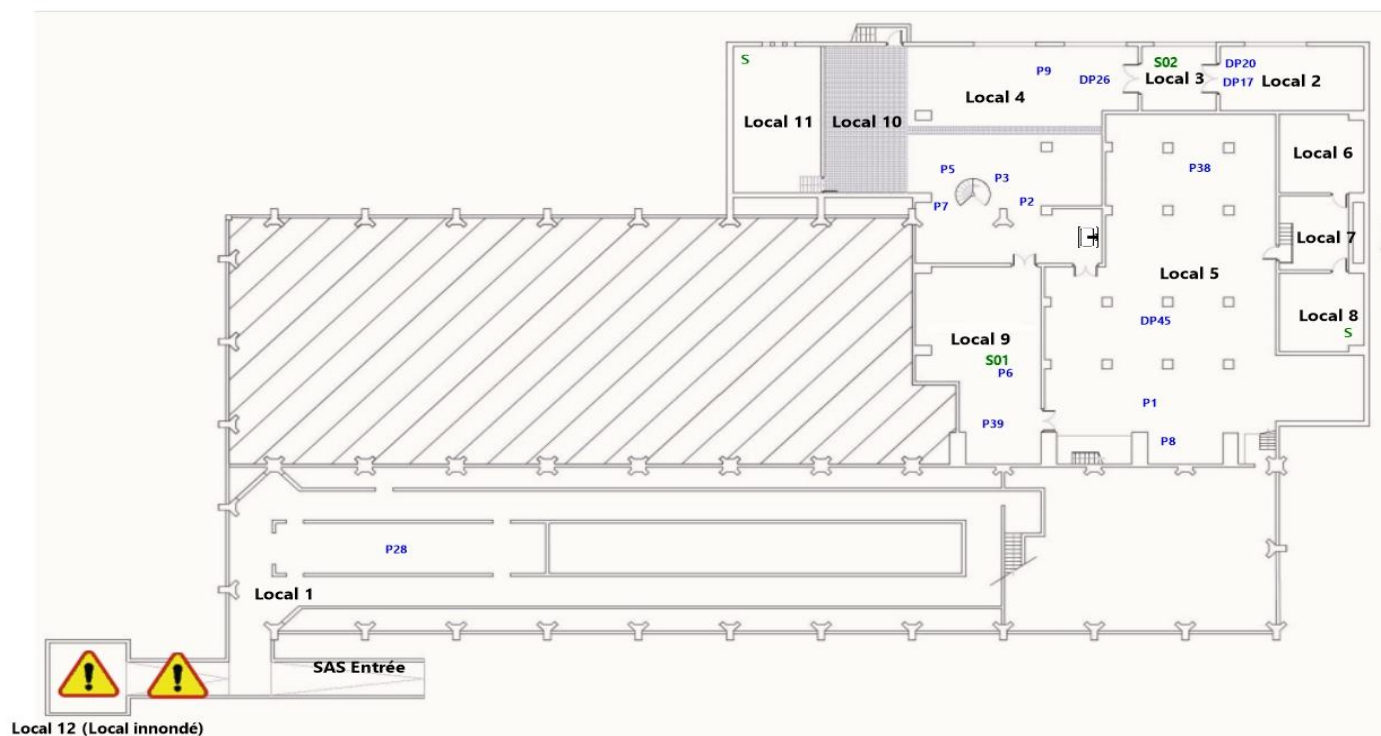 S
S02
DP20
P9
DP26
Local 3
DP17
Local 2
Local 4
Local 11
Local 10
Local 6
P5
P3
P38
P7
P2
Local 7
Local 5
Local 8
DP45
S
Local 9
S01
P6
P1
P39
P8
P28
Local 1
SAS Entrée
!
!
Local 12 (Local innondé)